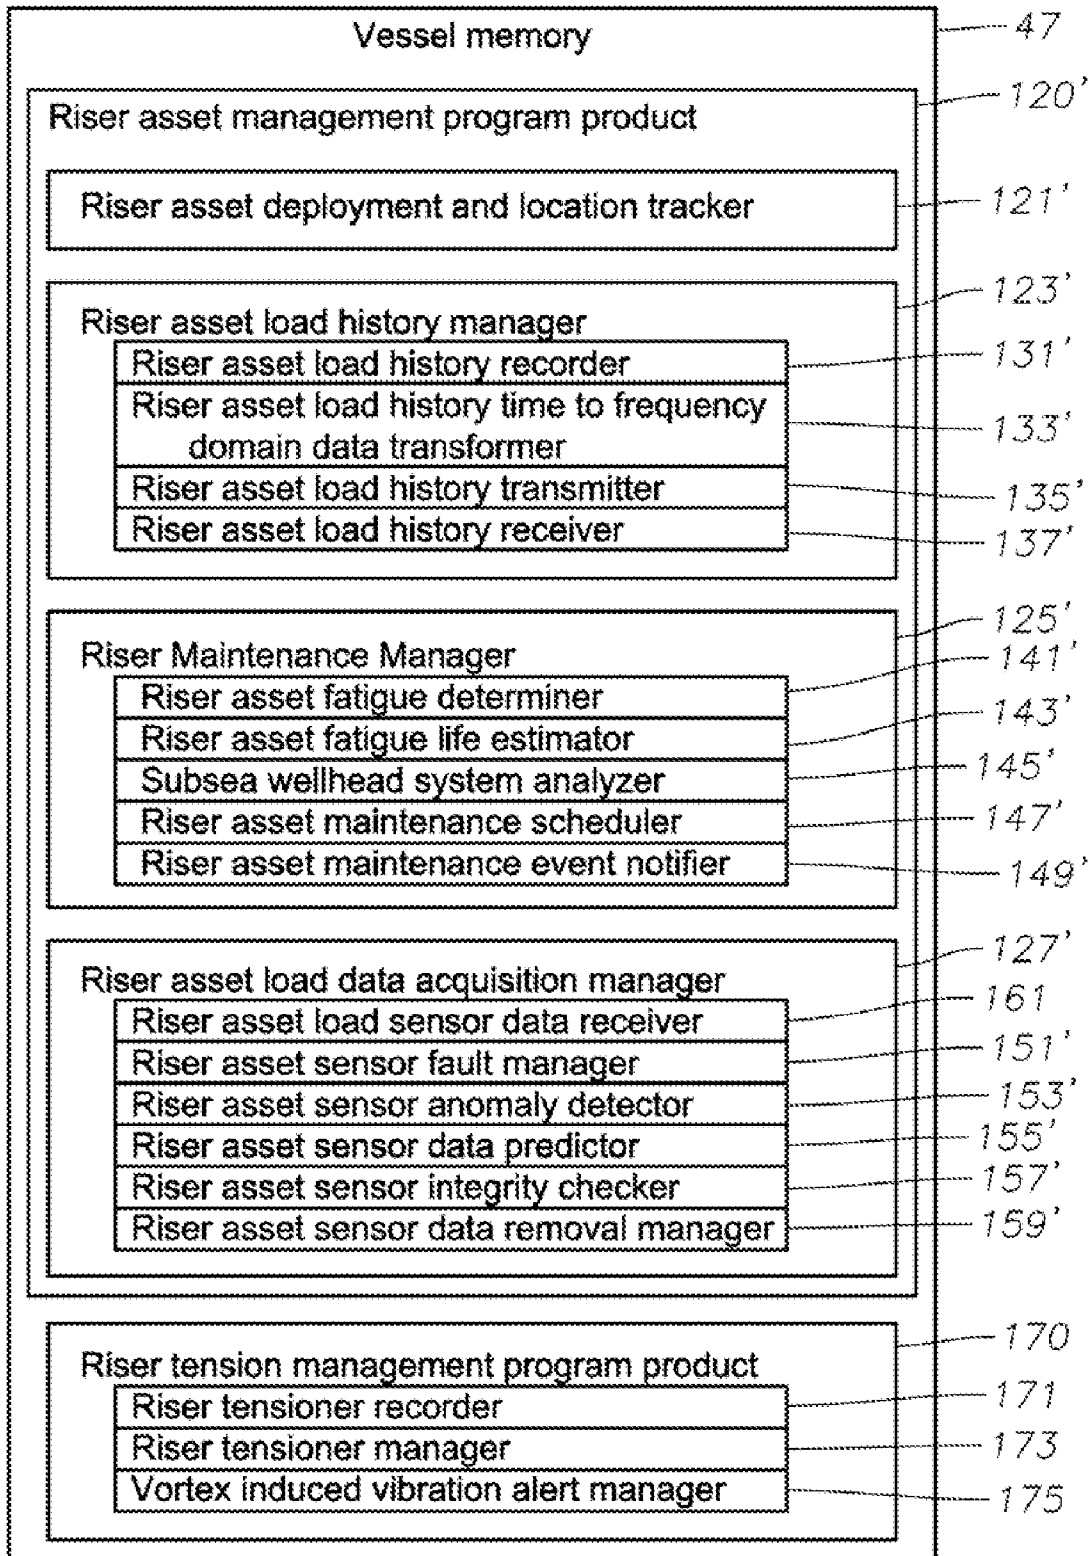 Vessel memory
47
120'
Riser asset management program product
Riser asset deployment and location tracker
121'
123'
Riser asset load history manager
Riser asset load history recorder
131'
Riser asset load history time to frequency
domain data transformer
133'
Riser asset load history transmitter
135'
Riser asset load history receiver
137'
125'
Riser Maintenance Manager
141'
Riser asset fatigue determiner
143'
Riser asset fatigue life estimator
Subsea wellhead system analyzer
145'
Riser asset maintenance scheduler
147'
Riser asset maintenance event notifier
149'
127'
Riser asset load data acquisition manager
161
Riser asset load sensor data receiver
Riser asset sensor fault manager
151'
Riser asset sensor anomaly detector
153'
Riser asset sensor data predictor
155'
Riser asset sensor integrity checker
157'
Riser asset sensor data removal manager
159'
170
Riser tension management program product
Riser tensioner recorder
171
Riser tensioner manager
173
Vortex induced vibration alert manager
175